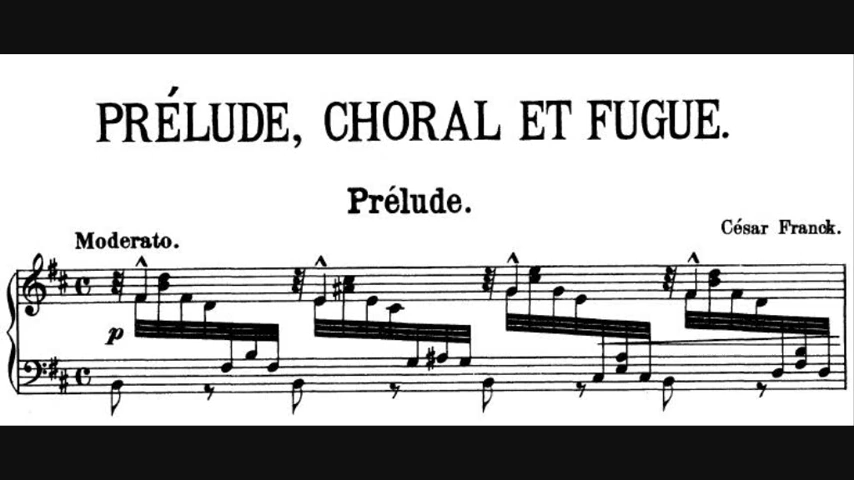 PRÉLUDE, CHORAL ET FUGUE.
Prélude.
César Franck.
Moderato.
p